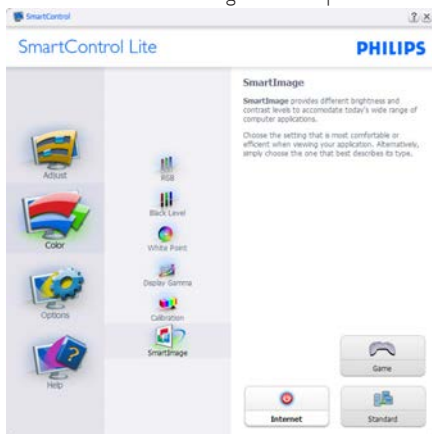 SmartControl
SmartControl Lite
PHILIPS
Adjust
Color
Options
Help
RGB
Black Level
White Point
Display Gamma
Calibration
SmartImage
SmartImage
SmartImage provides different brightness and
contrast levels to accomodate today's wide range of
computer applications.
Choose the setting that is most comfortable or
efficient when viewing your application. Alternatively,
simply choose the one that best describes its type.
Game
Internet
Standard